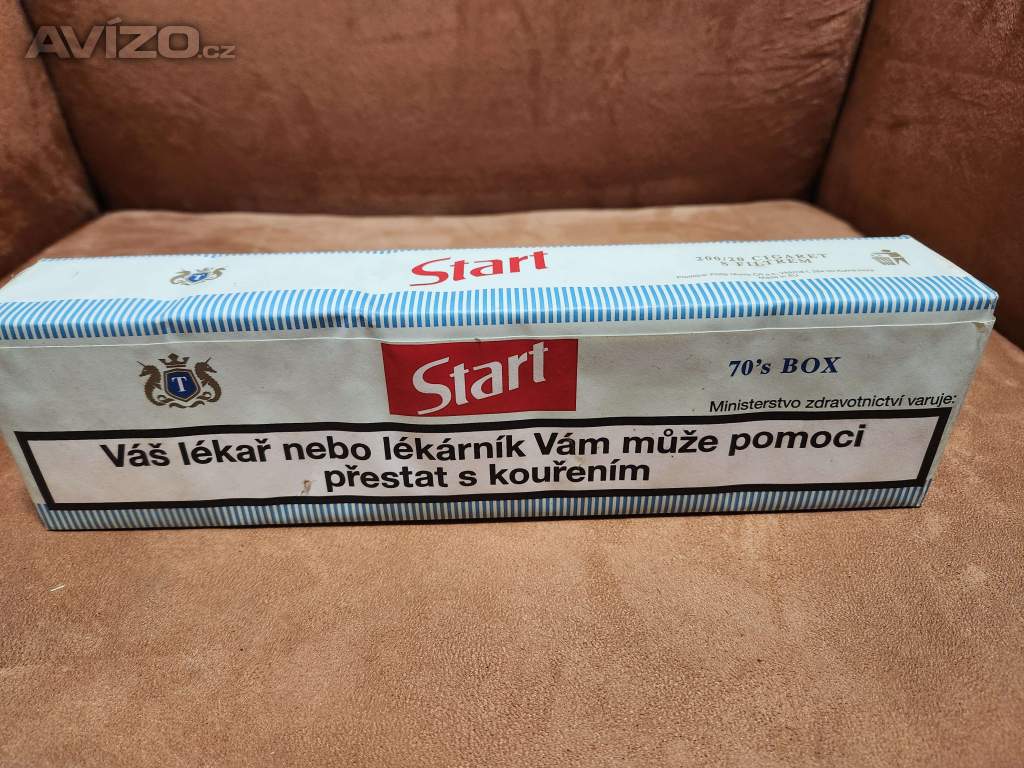 AVÍZO.cz
Start
200/20 CIGARET
S FILTREM
T
Start
70's BOX
Ministerstvo zdravotnictví varuje:
Váš lékař nebo lékárník Vám může pomoci
přestat s kouřením